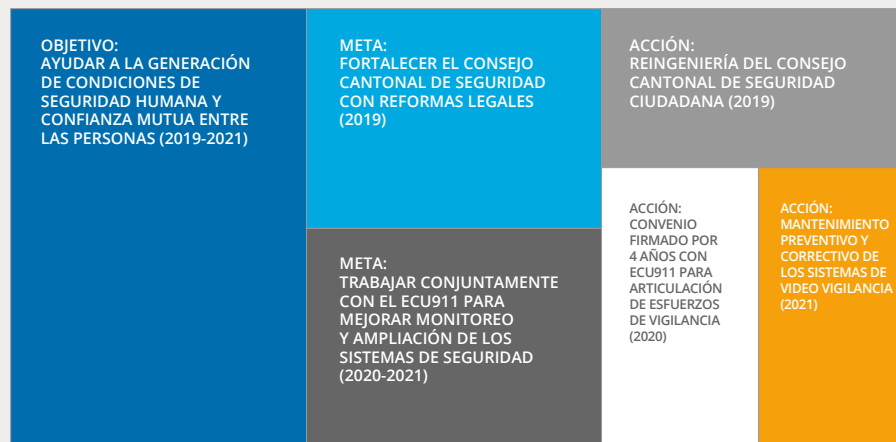 OBJETIVO:
AYUDAR A LA GENERACIÓN
DE CONDICIONES DE
SEGURIDAD HUMANA Y
CONFIANZA MUTUA ENTRE
LAS PERSONAS (2019-2021)
META:
FORTALECER EL CONSEJO
CANTONAL DE SEGURIDAD
CON REFORMAS LEGALES
(2019)
ACCIÓN:
REINGENIERÍA DEL CONSEJO
CANTONAL DE SEGURIDAD
CIUDADANA (2019)
META:
TRABAJAR CONJUNTAMENTE
CON EL ECU911 PARA
MEJORAR MONITOREO
Y AMPLIACIÓN DE LOS
SISTEMAS DE SEGURIDAD
(2020-2021)
ACCIÓN:
CONVENIO
FIRMADO POR
4 AÑOS CON
ECU911 PARA
ARTICULACIÓN
DE ESFUERZOS
DE VIGILANCIA
(2020)
ACCIÓN:
MANTENIMIENTO
PREVENTIVO Y
CORRECTIVO DE
LOS SISTEMAS DE
VIDEO VIGILANCIA
(2021)